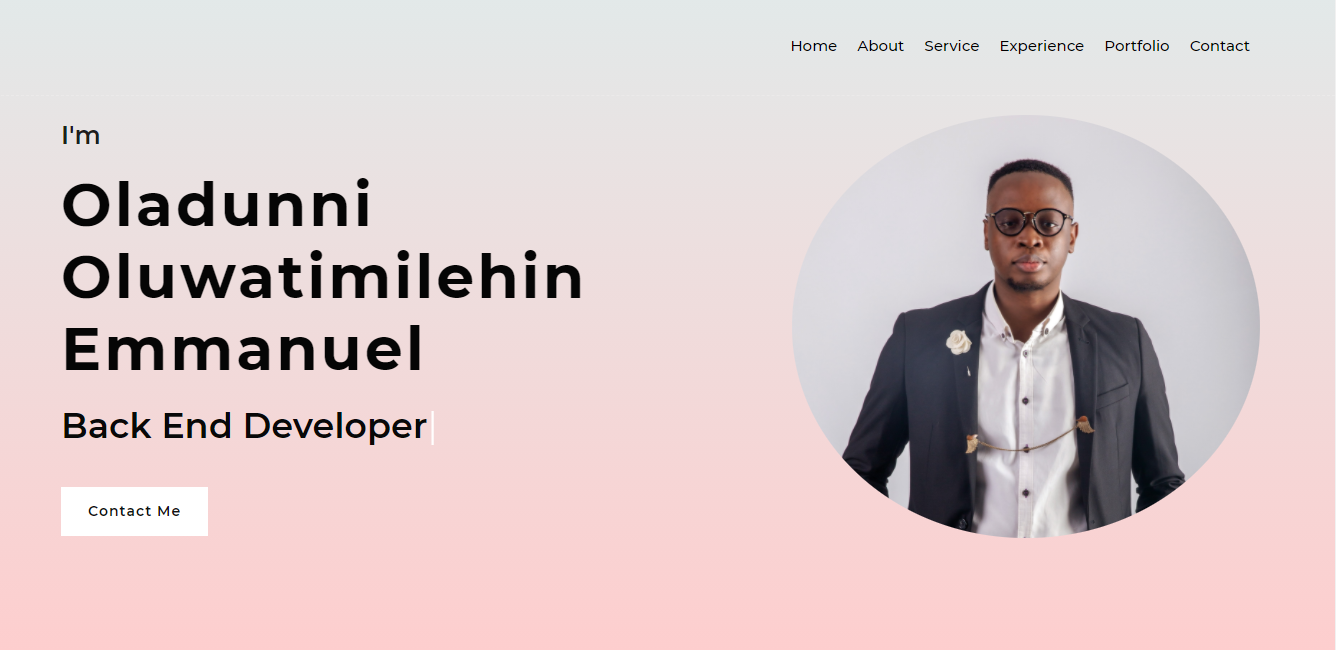 Home About Service Experience Portfolio Contact
I'm
Oladunni
Oluwatimilehin
Emmanuel
Back End Developer
Contact Me